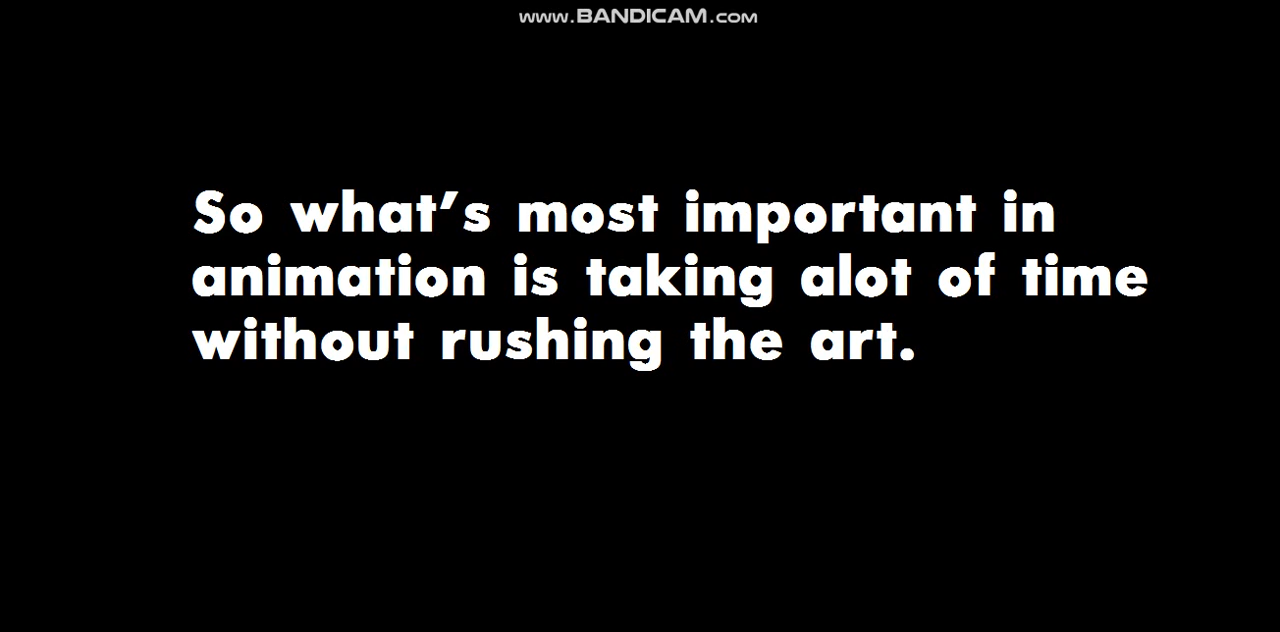 www.BANDICAM.com
So what's most important in
animation is taking alot of time
without rushing the art.